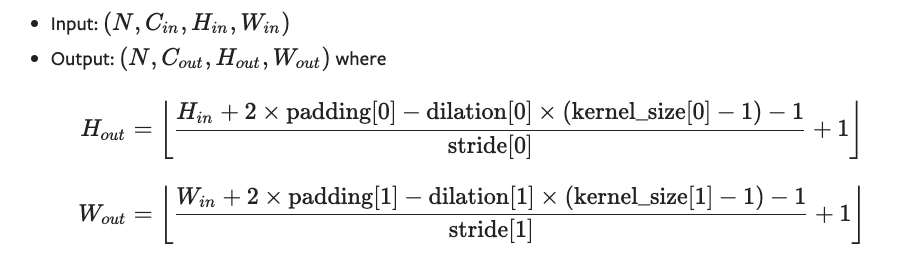 • Input: (N, C_in, H_in, W_in)
• Output: (N, C_out, H_out, W_out) where
H_out = ⌊ (H_in + 2 × padding[0] − dilation[0] × (kernel_size[0] − 1) − 1) / stride[0] + 1 ⌋
W_out = ⌊ (W_in + 2 × padding[1] − dilation[1] × (kernel_size[1] − 1) − 1) / stride[1] + 1 ⌋